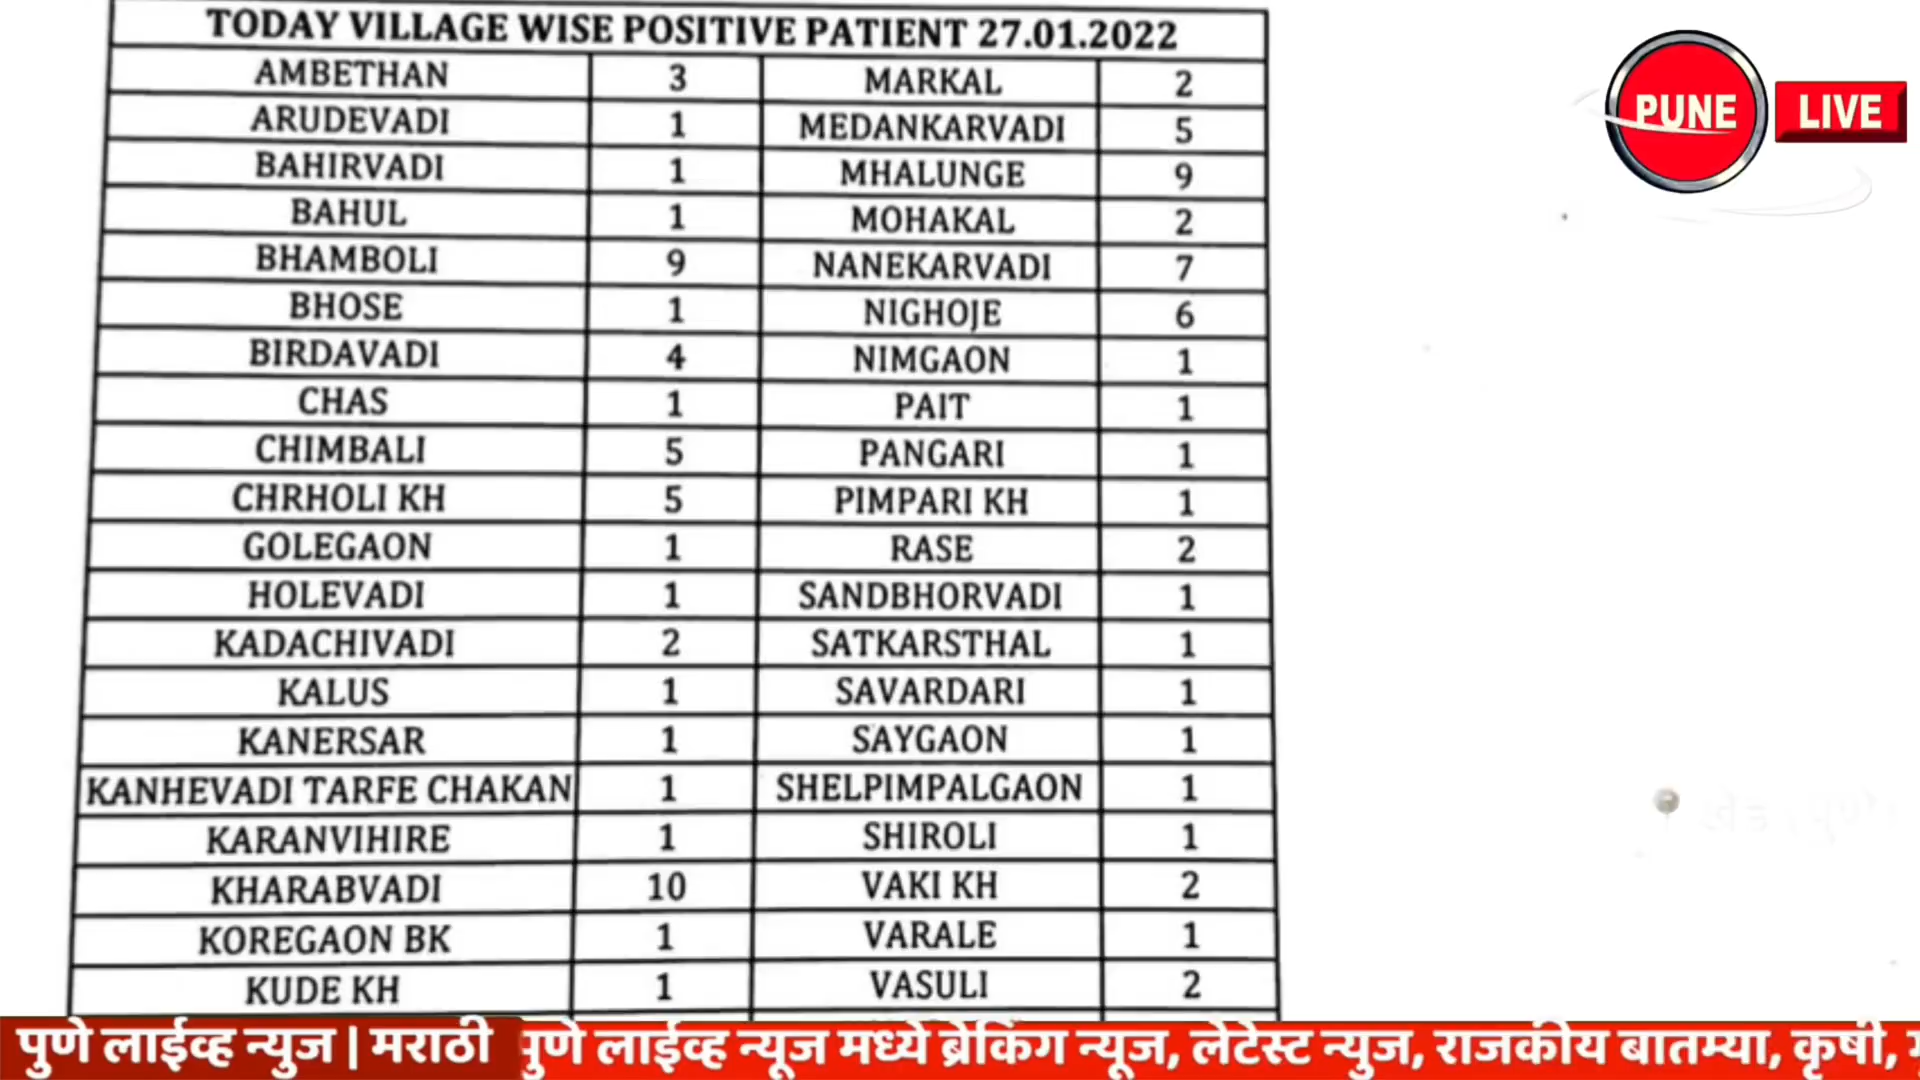 TODAY VILLAGE WISE POSITIVE PATIENT 27.01.2022
AMBETHAN 3 MARKAL 2
ARUDEVADI 1 MEDANKARVADI 5
BAHIRVADI 1 MHALUNGE 9
BAHUL 1 MOHAKAL 2
BHAMBOLI 9 NANEKARVADI 7
BHOSE 1 NIGHOJE 6
BIRDAVADI 4 NIMGAON 1
CHAS 1 PAIT 1
CHIMBALI 5 PANGARI 1
CHRHOLI KH 5 PIMPARI KH 1
GOLEGAON 1 RASE 2
HOLEVADI 1 SANDBHORVADI 1
KADACHIVADI 2 SATKARSTHAL 1
KALUS 1 SAVARDARI 1
KANERSAR 1 SAYGAON 1
KANHEVADI TARFE CHAKAN 1 SHELPIMPALGAON 1
KARANVIHIRE 1 SHIROLI 1
KHARABVADI 10 VAKI KH 2
KOREGAON BK 1 VARALE 1
KUDE KH 1 VASULI 2
PUNE LIVE
पुणे लाईव्ह न्युज | मराठी पुणे लाईव्ह न्यूज मध्ये ब्रेकिंग न्यूज, लेटेस्ट न्युज, राजकीय बातम्या, कृषी,